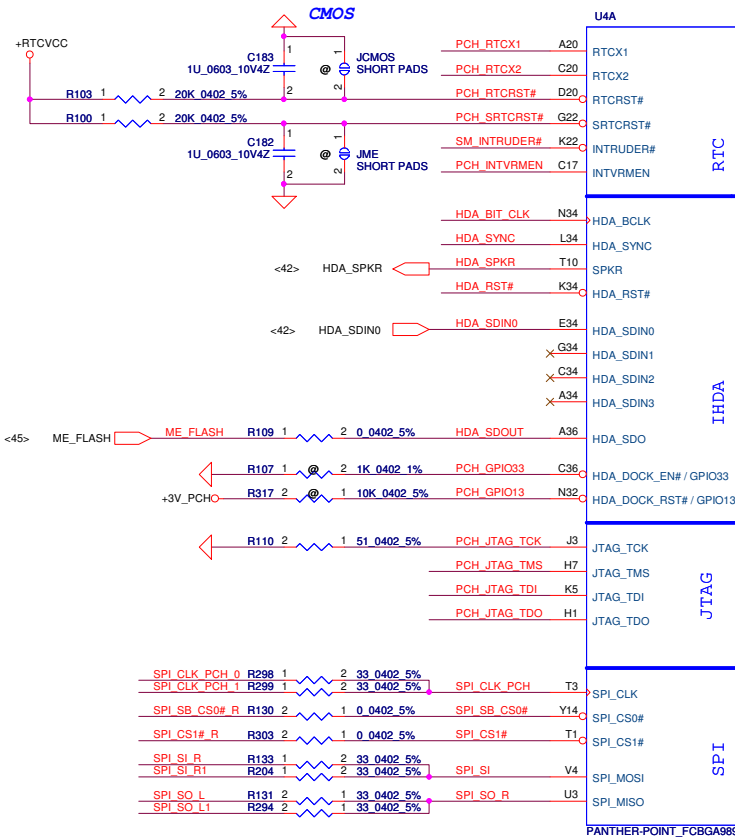 CMOS
U4A
+RTCVCC
C183 1 1 JCMOS
1U_0603_10V4Z @ SHORT PADS
2 2
PCH_RTCX1 A20 RTCX1
PCH_RTCX2 C20 RTCX2
R103 1 2 20K_0402_5% PCH_RTCRST# D20 RTCRST#
R100 1 2 20K_0402_5% PCH_SRTCRST# G22 SRTCRST#
C182 1 1 JME
1U_0603_10V4Z @ SHORT PADS
2 2
SM_INTRUDER# K22 INTRUDER#
PCH_INTVRMEN C17 INTVRMEN
RTC
HDA_BIT_CLK N34 HDA_BCLK
HDA_SYNC L34 HDA_SYNC
<42> HDA_SPKR HDA_SPKR T10 SPKR
HDA_RST# K34 HDA_RST#
<42> HDA_SDIN0 HDA_SDIN0 E34 HDA_SDIN0
G34 HDA_SDIN1
C34 HDA_SDIN2
A34 HDA_SDIN3
IHDA
<45> ME_FLASH ME_FLASH R109 1 2 0_0402_5% HDA_SDOUT A36 HDA_SDO
R107 1 @ 2 1K_0402_1% PCH_GPIO33 C36 HDA_DOCK_EN# / GPIO33
+3V_PCH R317 2 @ 1 10K_0402_5% PCH_GPIO13 N32 HDA_DOCK_RST# / GPIO13
R110 2 1 51_0402_5% PCH_JTAG_TCK J3 JTAG_TCK
PCH_JTAG_TMS H7 JTAG_TMS
PCH_JTAG_TDI K5 JTAG_TDI
PCH_JTAG_TDO H1 JTAG_TDO
JTAG
SPI_CLK_PCH_0 R298 1 2 33_0402_5%
SPI_CLK_PCH_1 R299 1 2 33_0402_5% SPI_CLK_PCH T3 SPI_CLK
SPI_SB_CS0#_R R130 2 1 0_0402_5% SPI_SB_CS0# Y14 SPI_CS0#
SPI_CS1#_R R303 2 1 0_0402_5% SPI_CS1# T1 SPI_CS1#
SPI
SPI_SI_R R133 1 2 33_0402_5%
SPI_SI_R1 R204 1 2 33_0402_5% SPI_SI V4 SPI_MOSI
SPI_SO_L R131 2 1 33_0402_5% SPI_SO_R U3 SPI_MISO
SPI_SO_L1 R294 2 1 33_0402_5%
PANTHER-POINT_FCBGA989